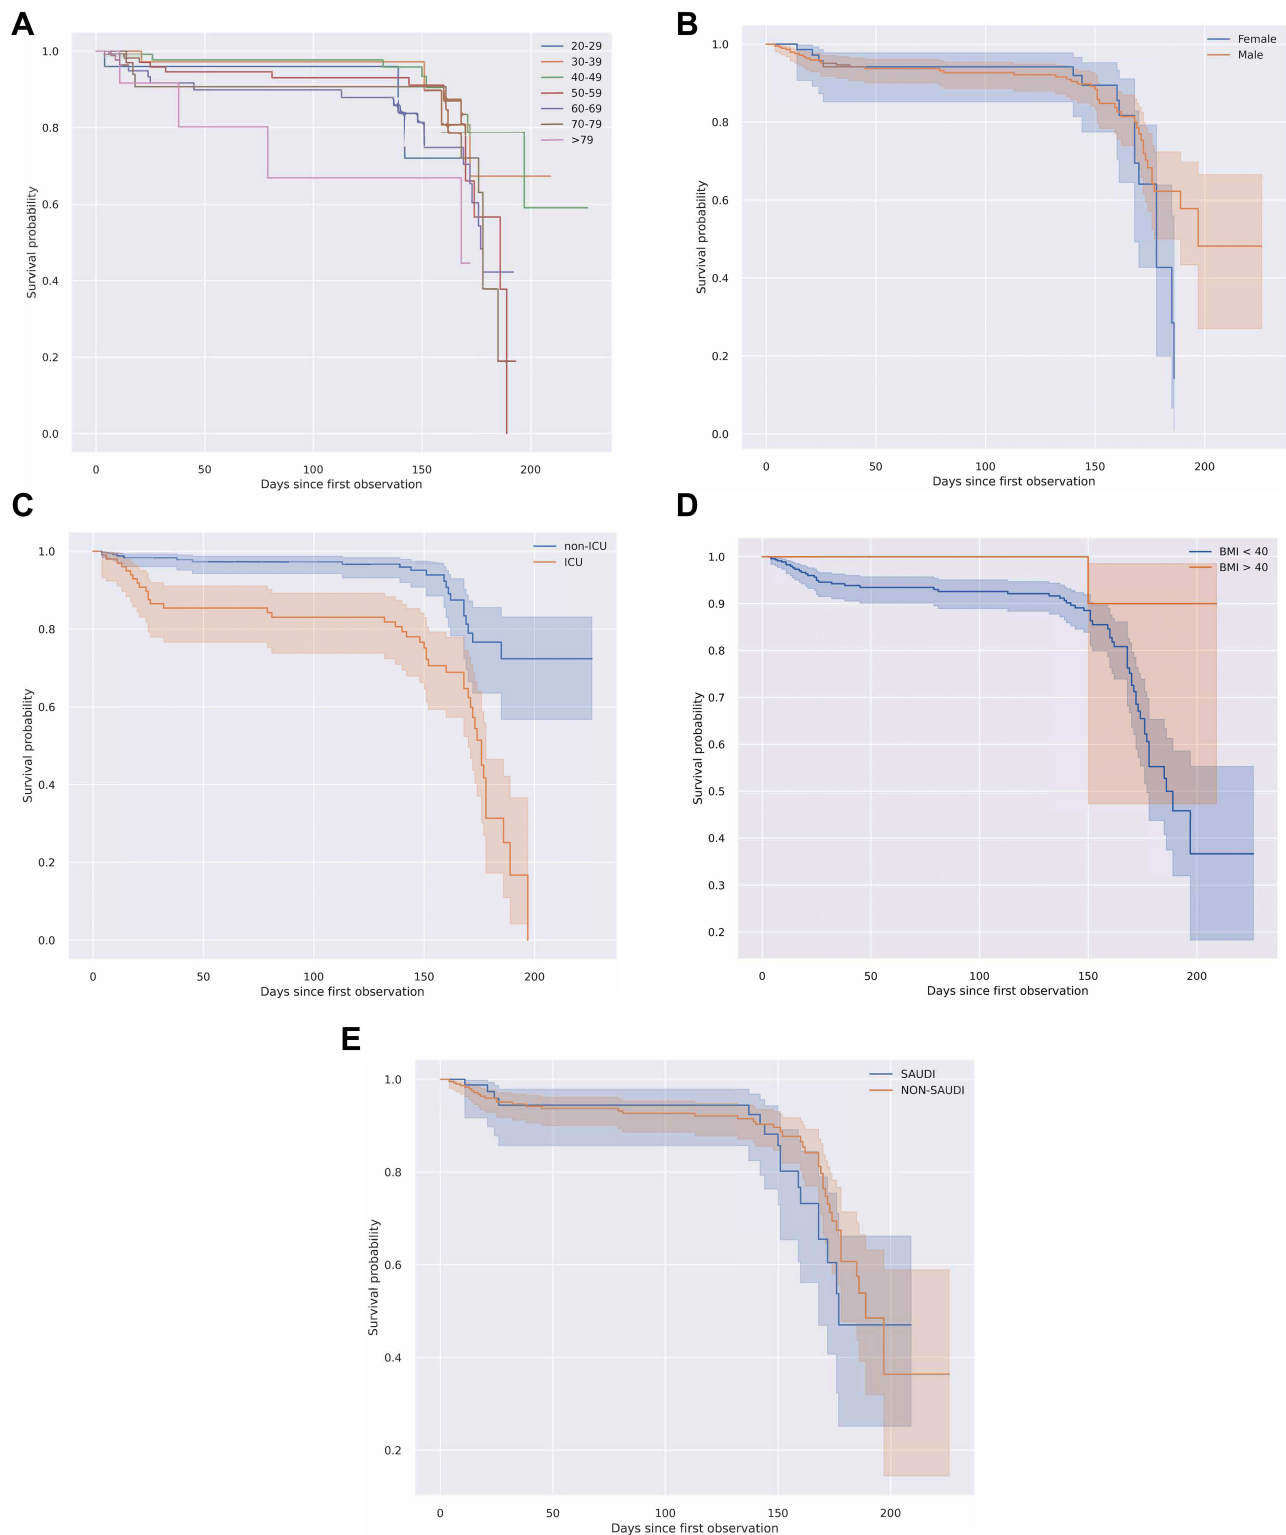 A
1.0
0.8
0.6
0.4
0.2
0.0
Survival probability
20-29
30-39
40-49
50-59
60-69
70-79
>79
0 50 100 150 200
Days since first observation
B
1.0
0.8
0.6
0.4
0.2
0.0
Survival probability
Female
Male
0 50 100 150 200
Days since first observation
C
1.0
0.8
0.6
0.4
0.2
0.0
Survival probability
non-ICU
ICU
0 50 100 150 200
Days since first observation
D
1.0
0.9
0.8
0.7
0.6
0.5
0.4
0.3
0.2
Survival probability
BMI < 40
BMI > 40
0 50 100 150 200
Days since first observation
E
1.0
0.8
0.6
0.4
0.2
Survival probability
SAUDI
NON-SAUDI
0 50 100 150 200
Days since first observation